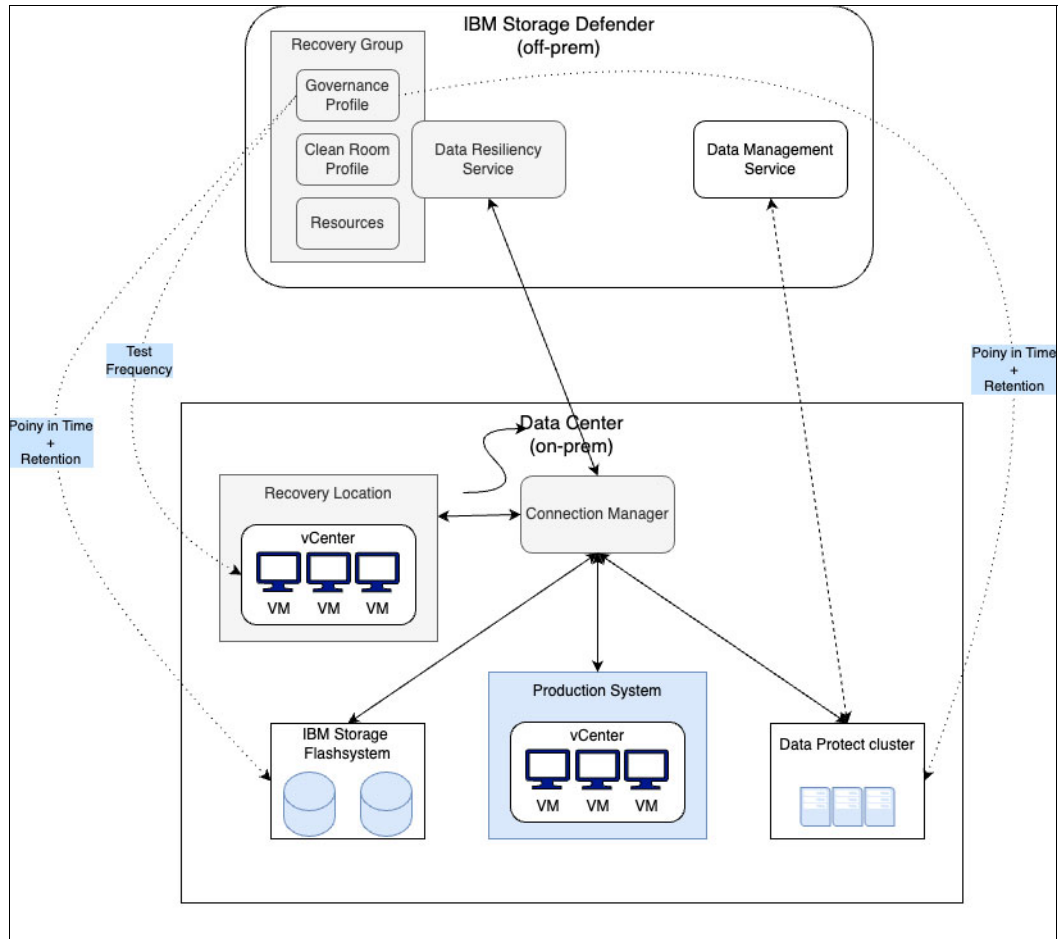 IBM Storage Defender
(off-prem)
Recovery Group
Governance
Profile
Clean Room
Profile
Resources
Data Resiliency
Service
Data Management
Service
Test
Frequency
Poiny in Time
+
Retention
Poiny in Time
+
Retention
Data Center
(on-prem)
Recovery Location
vCenter
VM VM VM
Connection Manager
IBM Storage
Flashsystem
Production System
vCenter
VM VM VM
Data Protect cluster